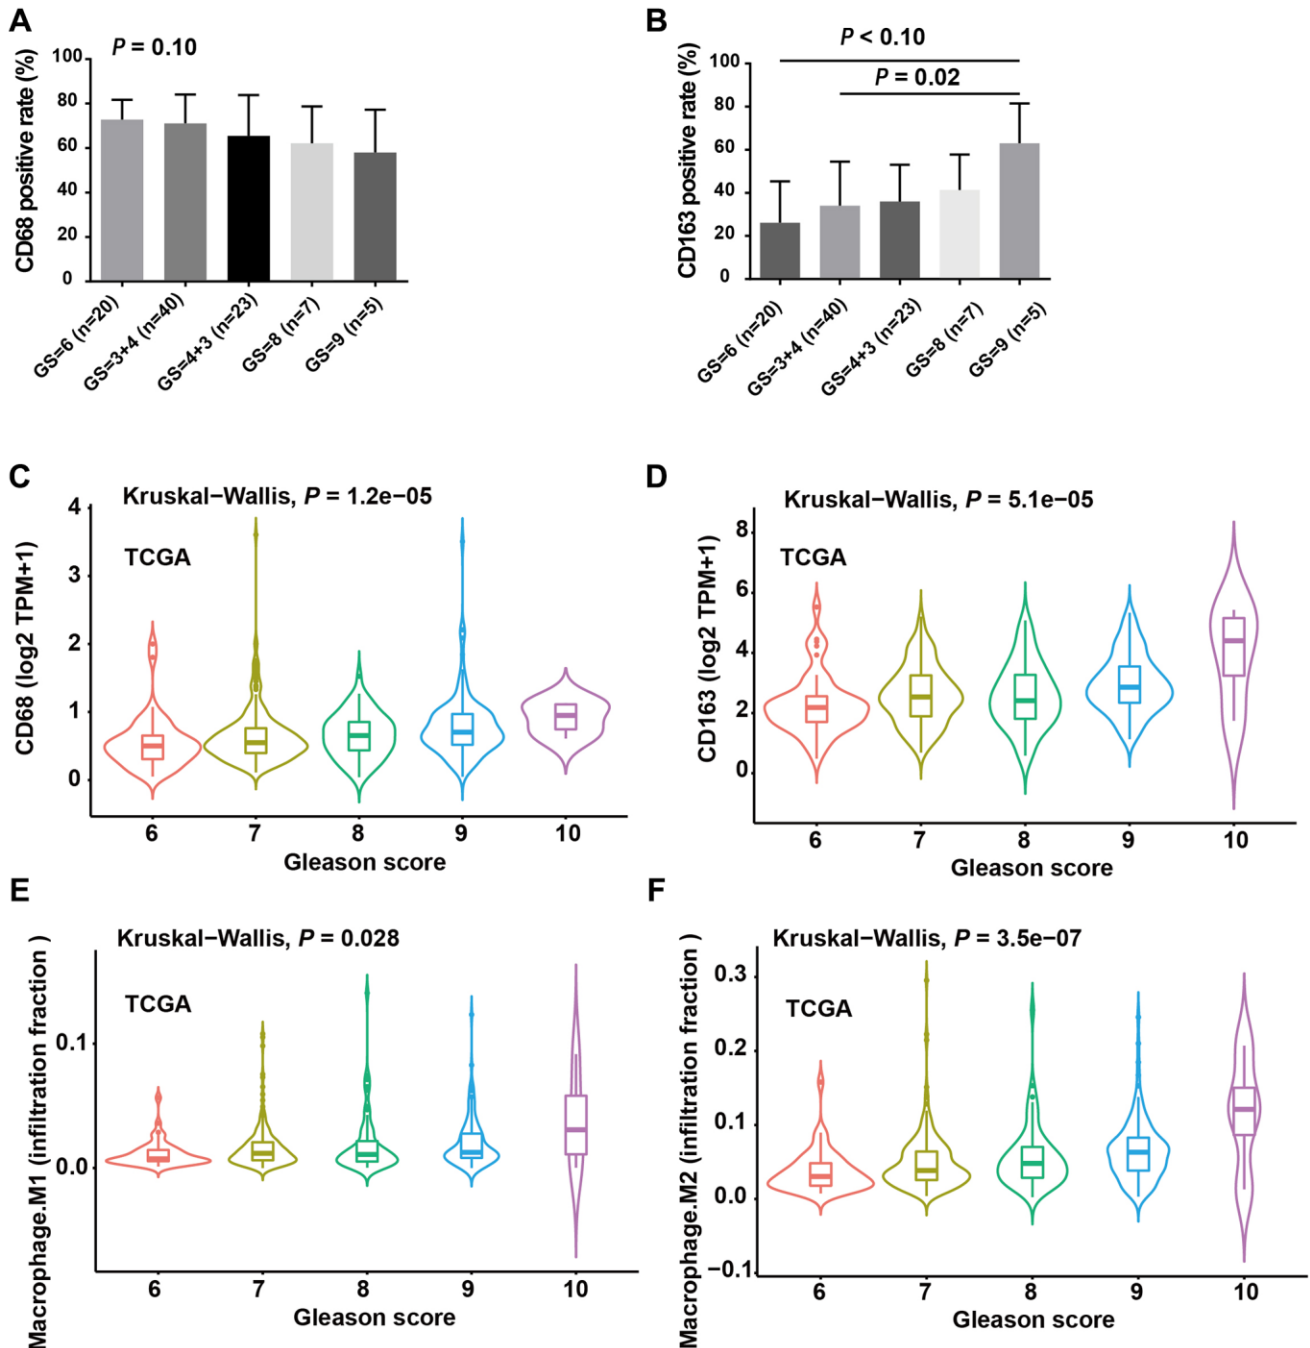 A
P = 0.10
CD68 positive rate (%)
100
80
60
40
20
0
GS=6 (n=20)
GS=3+4 (n=40)
GS=4+3 (n=23)
GS=8 (n=7)
GS=9 (n=5)
B
P < 0.10
P = 0.02
CD163 positive rate (%)
100
80
60
40
20
0
GS=6 (n=20)
GS=3+4 (n=40)
GS=4+3 (n=23)
GS=8 (n=7)
GS=9 (n=5)
C
Kruskal−Wallis, P = 1.2e−05
TCGA
CD68 (log2 TPM+1)
4
3
2
1
0
6 7 8 9 10
Gleason score
D
Kruskal−Wallis, P = 5.1e−05
TCGA
CD163 (log2 TPM+1)
8
6
4
2
0
6 7 8 9 10
Gleason score
E
Kruskal−Wallis, P = 0.028
TCGA
Macrophage.M1 (infiltration fraction )
0.1
0.0
6 7 8 9 10
Gleason score
F
Kruskal−Wallis, P = 3.5e−07
TCGA
Macrophage.M2 (infiltration fraction )
0.3
0.2
0.1
0.0
−0.1
6 7 8 9 10
Gleason score